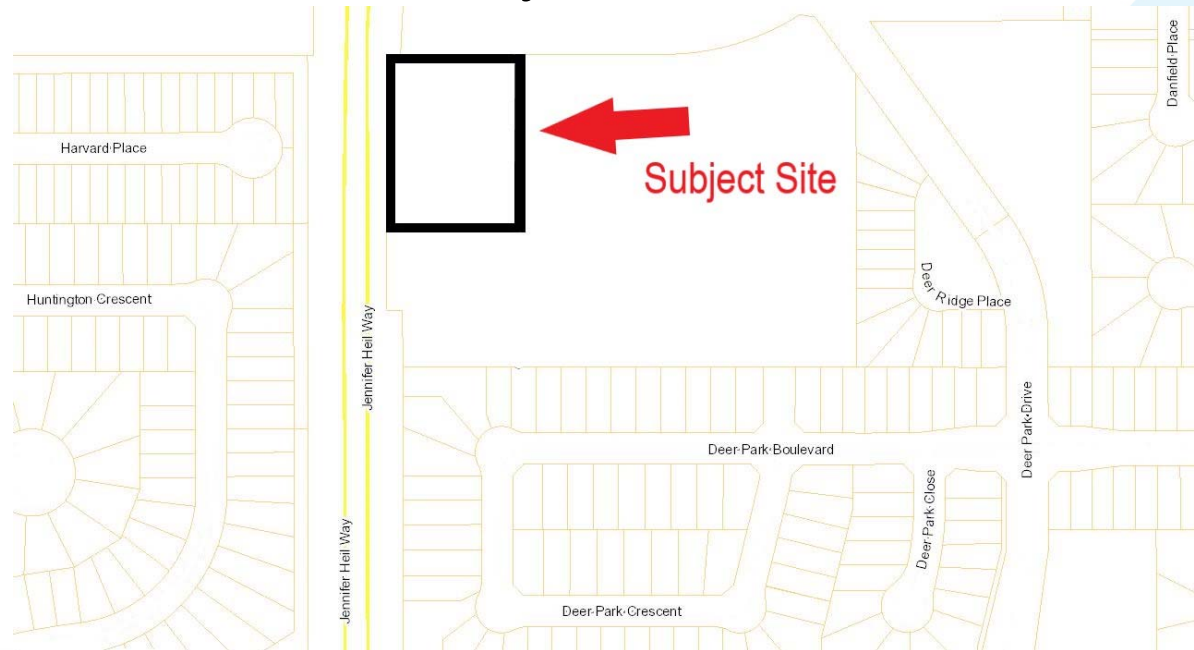 g
Danfield Place
Harvard Place
Subject Site
Deer Ridge Place
Huntington Crescent
Jennifer Heil Way
Deer Park Boulevard
Deer Park Drive
Deer Park Close
Jennifer Heil Way
Deer Park Crescent